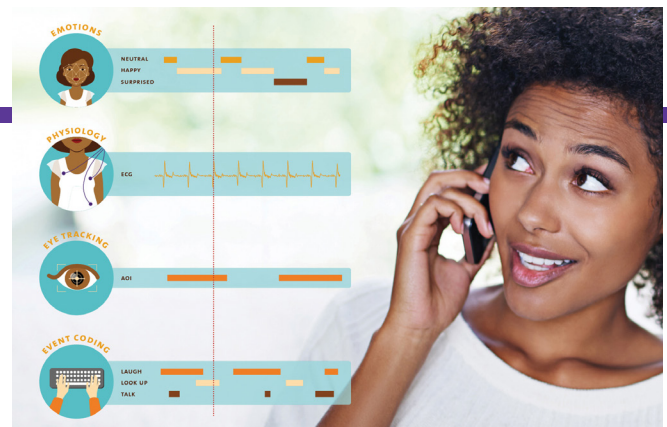 EMOTIONS
NEUTRAL
HAPPY
SURPRISED
PHYSIOLOGY
ECG
EYE TRACKING
AOI
EVENT CODING
LAUGH
LOOK UP
TALK